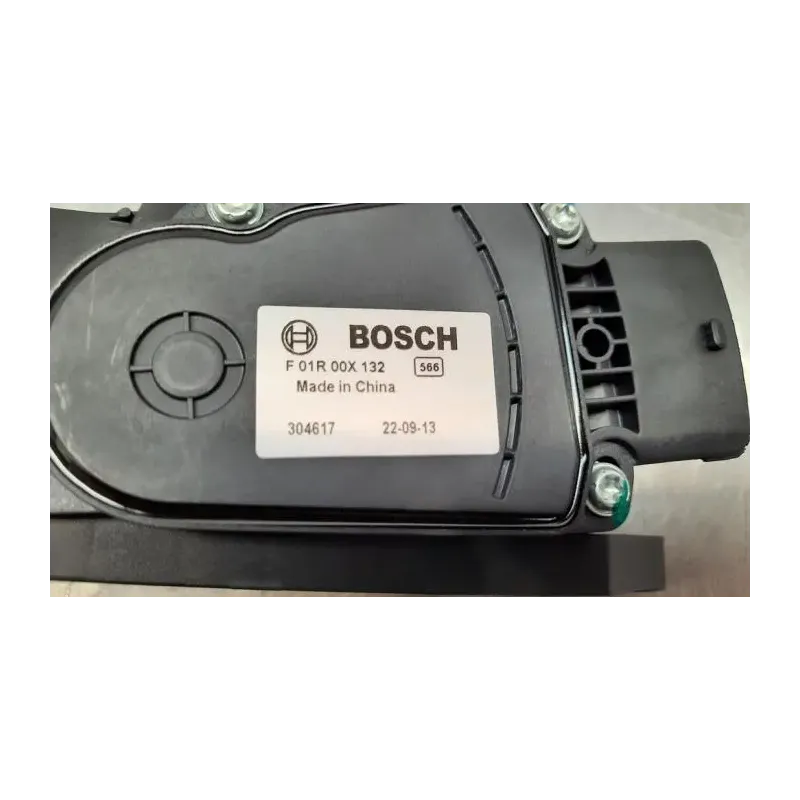 BOSCH
F 01R 00X 132 566
Made in China
304617 22-09-13